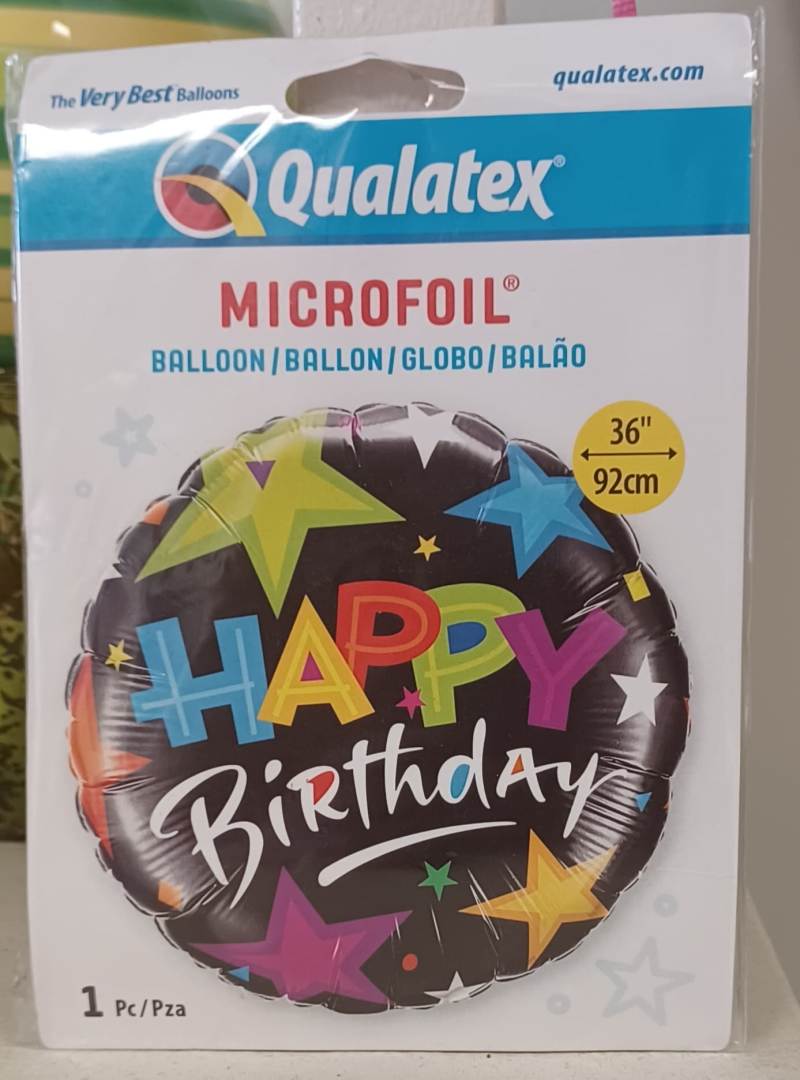 The Very Best Balloons
qualatex.com
Qualatex®
MICROFOIL®
BALLOON/BALLON/GLOBO/BALÃO
36"
92cm
HAPPY
Birthday
1 Pc/Pza